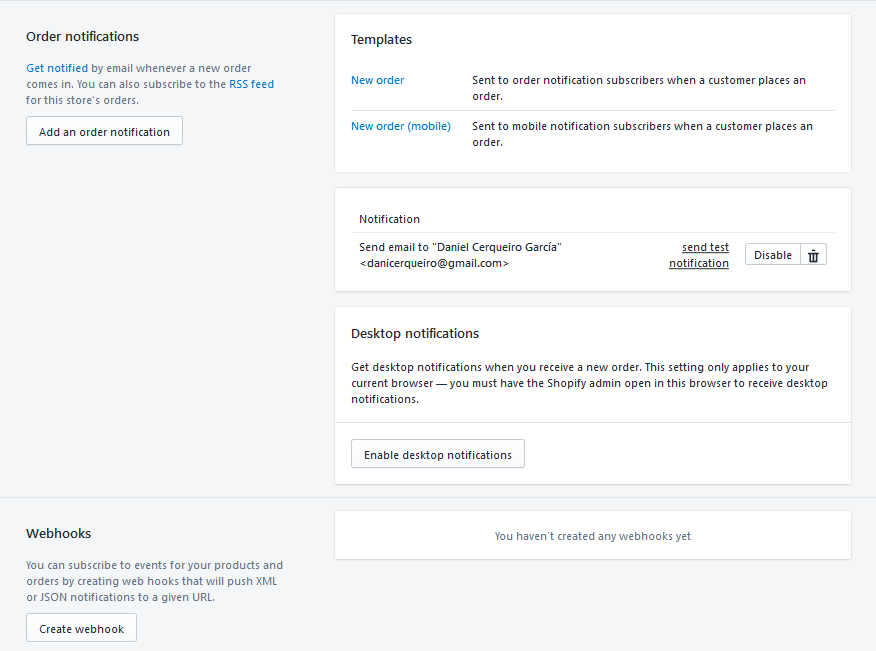 Order notifications
Get notified by email whenever a new order
comes in. You can also subscribe to the RSS feed
for this store's orders.
Add an order notification
Templates
New order
Sent to order notification subscribers when a customer places an
order.
New order (mobile)
Sent to mobile notification subscribers when a customer places an
order.
Notification
Send email to "Daniel Cerqueiro García"
<danicerqueiro@gmail.com>
send test
notification
Disable
Desktop notifications
Get desktop notifications when you receive a new order. This setting only applies to your
current browser — you must have the Shopify admin open in this browser to receive desktop
notifications.
Enable desktop notifications
Webhooks
You can subscribe to events for your products and
orders by creating web hooks that will push XML
or JSON notifications to a given URL.
Create webhook
You haven't created any webhooks yet